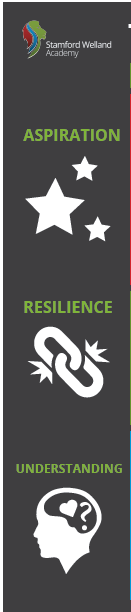 Stamford Welland
Academy
ASPIRATION
RESILIENCE
UNDERSTANDING
?